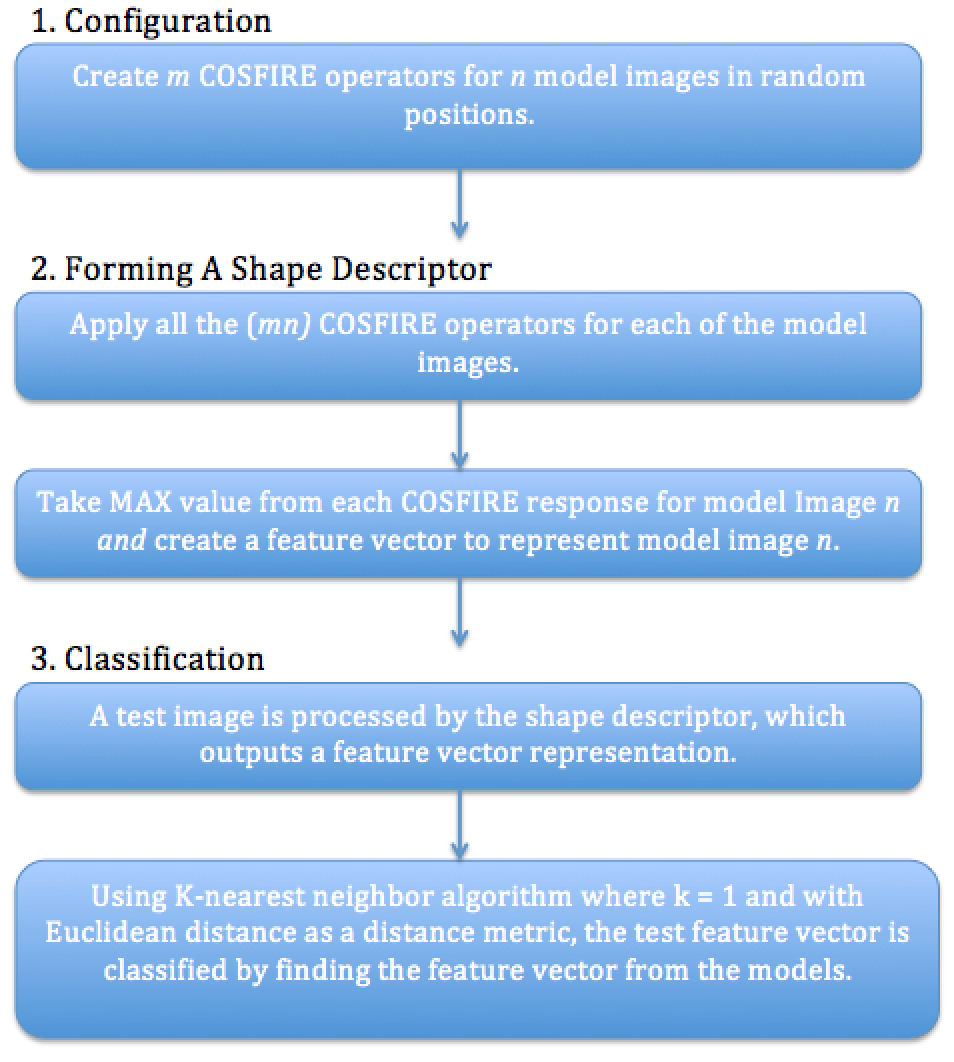 1. Configuration
Create m COSFIRE operators for n model images in random
positions.
2. Forming A Shape Descriptor
Apply all the (mn) COSFIRE operators for each of the model
images.
Take MAX value from each COSFIRE response for model Image n
and create a feature vector to represent model image n.
3. Classification
A test image is processed by the shape descriptor, which
outputs a feature vector representation.
Using K-nearest neighbor algorithm where k = 1 and with
Euclidean distance as a distance metric, the test feature vector is
classified by finding the feature vector from the models.